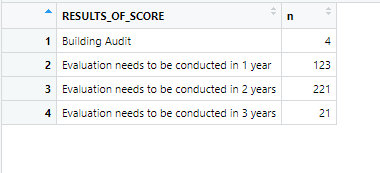 RESULTS_OF_SCORE n
1 Building Audit 4
2 Evaluation needs to be conducted in 1 year 123
3 Evaluation needs to be conducted in 2 years 221
4 Evaluation needs to be conducted in 3 years 21